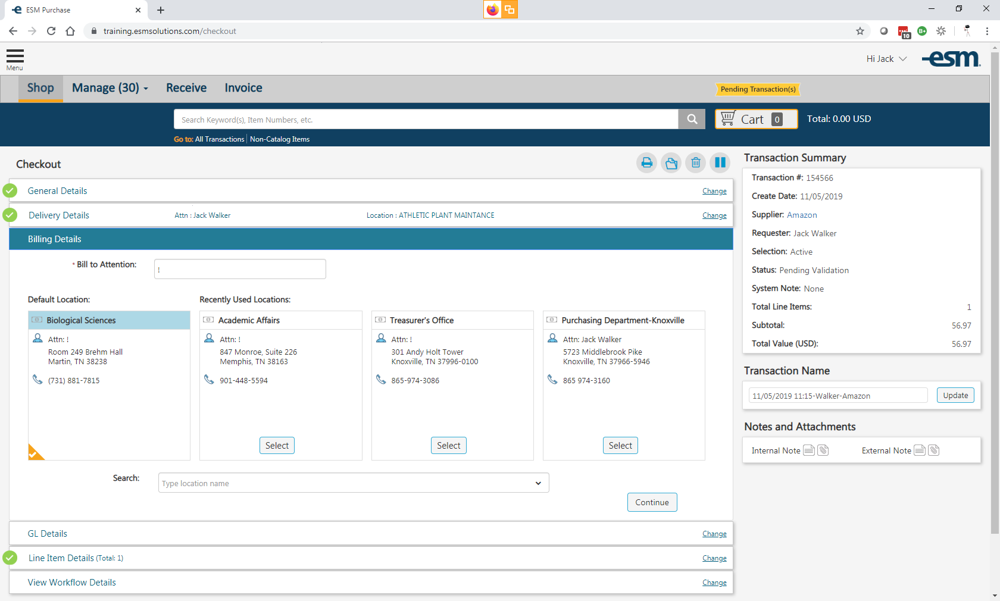 ESM Purchase
training.esmsolutions.com/checkout
10
B+
Menu
Hi Jack
esm
Shop
Manage (30)
Receive
Invoice
Pending Transaction(s)
Search Keyword(s), Item Numbers, etc.
Cart 0
Total: 0.00 USD
Go to: All Transactions | Non-Catalog Items
Checkout
General Details
Change
Delivery Details
Attn : Jack Walker
Location : ATHLETIC PLANT MAINTANCE
Change
Billing Details
* Bill to Attention:
!
Default Location:
Recently Used Locations:
Biological Sciences
Attn: !
Room 249 Brehm Hall
Martin, TN 38238
(731) 881-7815
Academic Affairs
Attn: !
847 Monroe, Suite 226
Memphis, TN 38163
901-448-5594
Select
Treasurer's Office
Attn: !
301 Andy Holt Tower
Knoxville, TN 37996-0100
865-974-3086
Select
Purchasing Department-Knoxville
Attn: Jack Walker
5723 Middlebrook Pike
Knoxville, TN 37966-5946
865 974-3160
Select
Search:
Type location name
Continue
GL Details
Change
Line Item Details (Total: 1)
Change
View Workflow Details
Change
Transaction Summary
Transaction #: 154566
Create Date: 11/05/2019
Supplier: Amazon
Requester: Jack Walker
Selection: Active
Status: Pending Validation
System Note: None
Total Line Items: 1
Subtotal: 56.97
Total Value (USD): 56.97
Transaction Name
11/05/2019 11:15-Walker-Amazon
Update
Notes and Attachments
Internal Note
External Note